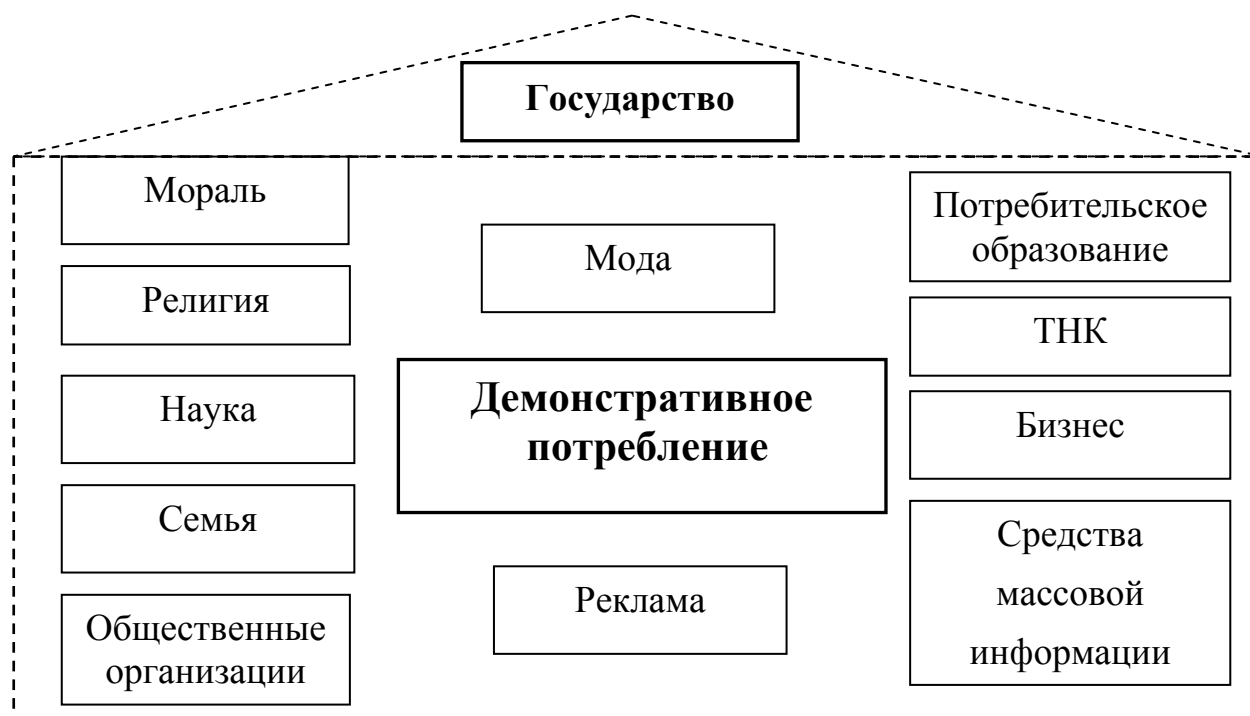 Государство
Мораль
Религия
Наука
Семья
Общественные
организации
Мода
Демонстративное
потребление
Реклама
Потребительское
образование
ТНК
Бизнес
Средства
массовой
информации